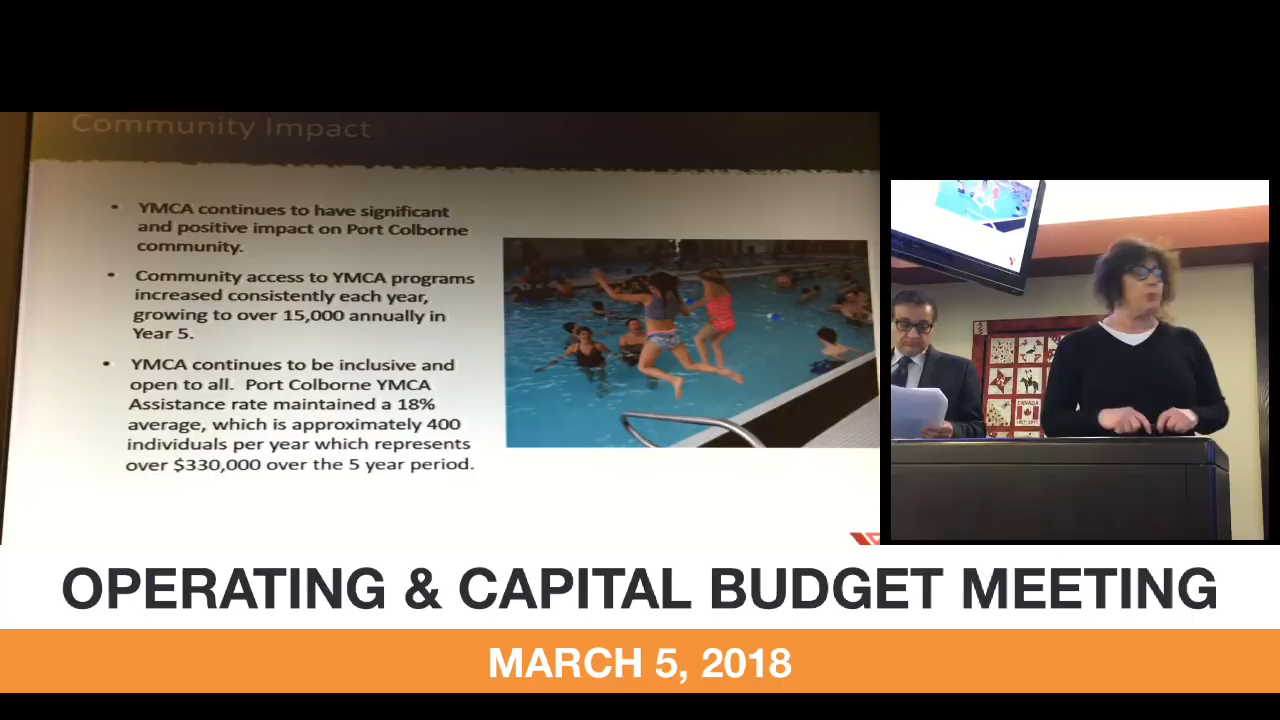 Community Impact
• YMCA continues to have significant
and positive impact on Port Colborne
community.
• Community access to YMCA programs
increased consistently each year,
growing to over 15,000 annually in
Year 5.
• YMCA continues to be inclusive and
open to all. Port Colborne YMCA
Assistance rate maintained a 18%
average, which is approximately 400
individuals per year which represents
over $330,000 over the 5 year period.
CANADA
OPERATING & CAPITAL BUDGET MEETING
MARCH 5, 2018